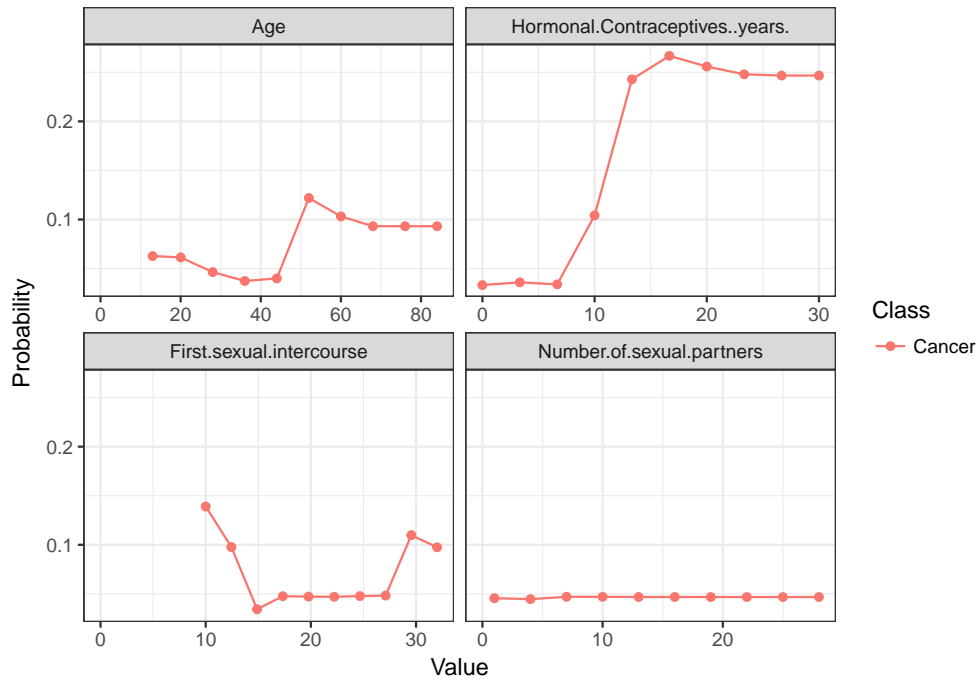 Age
Hormonal.Contraceptives..years.
0.2
0.1
0 20 40 60 80
0 10 20 30
First.sexual.intercourse
Number.of.sexual.partners
0.2
0.1
0 10 20 30
0 10 20
Probability
Value
Class
Cancer